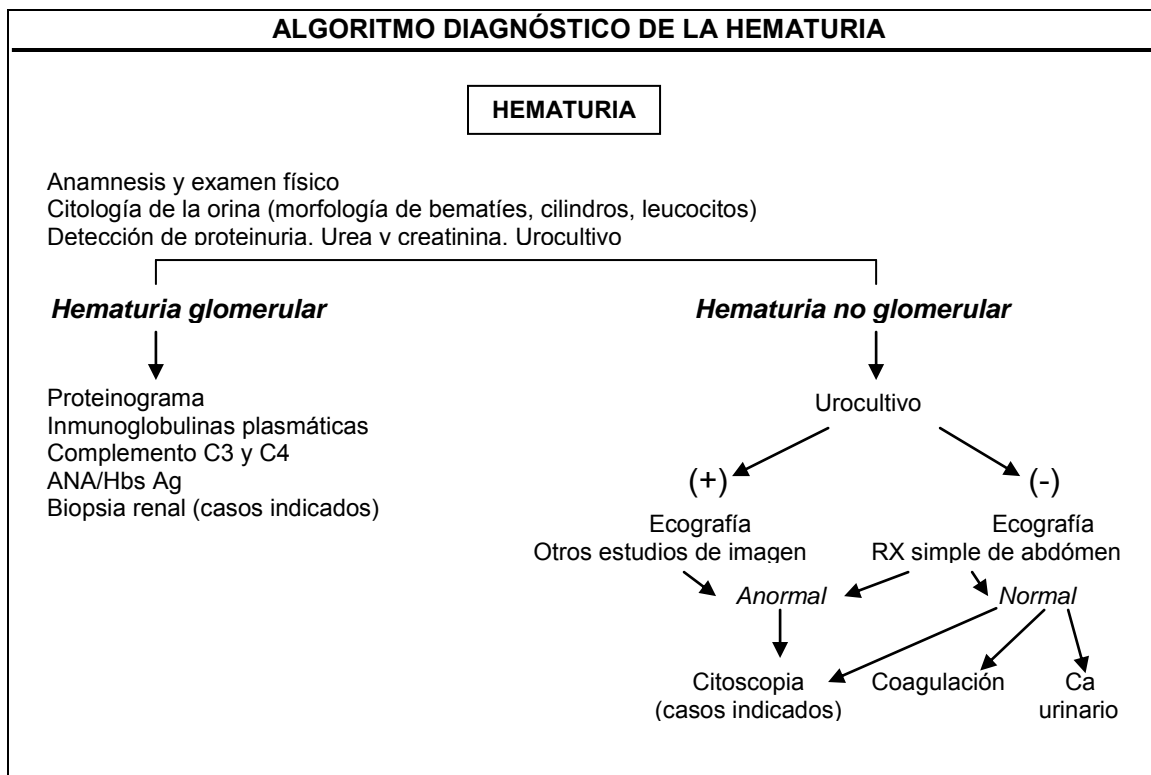 ALGORITMO DIAGNÓSTICO DE LA HEMATURIA
HEMATURIA
Anamnesis y examen físico
Citología de la orina (morfología de bematíes, cilindros, leucocitos)
Detección de proteinuria. Urea y creatinina. Urocultivo
Hematuria glomerular
Proteinograma
Inmunoglobulinas plasmáticas
Complemento C3 y C4
ANA/Hbs Ag
Biopsia renal (casos indicados)
Hematuria no glomerular
Urocultivo
(+)
(-)
Ecografía
Otros estudios de imagen
Ecografía
RX simple de abdómen
Anormal
Normal
Citoscopia
(casos indicados)
Coagulación
Ca
urinario